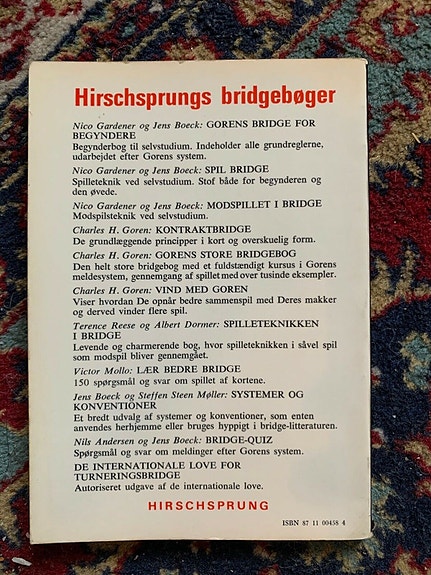 Hirschsprungs bridgebøger
Nico Gardener og Jens Boeck: GORENS BRIDGE FOR
BEGYNDERE
Begynderbog til selvstudium. Indeholder alle grundreglerne,
udarbejdet efter Gorens system.
Nico Gardener og Jens Boeck: SPIL BRIDGE
Spilleteknik ved selvstudium. Stof både for begynderen og
den øvede.
Nico Gardener og Jens Boeck: MODSPILLET I BRIDGE
Modspilsteknik ved selvstudium.
Charles H. Goren: KONTRAKTBRIDGE
De grundlæggende principper i kort og overskuelig form.
Charles H. Goren: GORENS STORE BRIDGEBOG
Den helt store bridgebog med et fuldstændigt kursus i Gorens
meldesystem, gennemgang af spillet med over tusinde eksempler.
Charles H. Goren: VIND MED GOREN
Viser hvordan De opnår bedre sammenspil med Deres makker
og derved vinder flere spil.
Terence Reese og Albert Dormer: SPILLETEKNIKKEN
I BRIDGE
Levende og charmerende bog, hvor spilleteknikken i såvel spil
som modspil bliver gennemgået.
Victor Mollo: LÆR BEDRE BRIDGE
150 spørgsmål og svar om spillet af kortene.
Jens Boeck og Steffen Steen Møller: SYSTEMER OG
KONVENTIONER
Et bredt udvalg af systemer og konventioner, som enten
anvendes herhjemme eller bruges hyppigt i bridge-litteraturen.
Nils Andersen og Jens Boeck: BRIDGE-QUIZ
Spørgsmål og svar om meldinger efter Gorens system.
DE INTERNATIONALE LOVE FOR
TURNERINGSBRIDGE
Autoriseret udgave af de internationale love.
HIRSCHSPRUNG
ISBN 87 11 00458 4